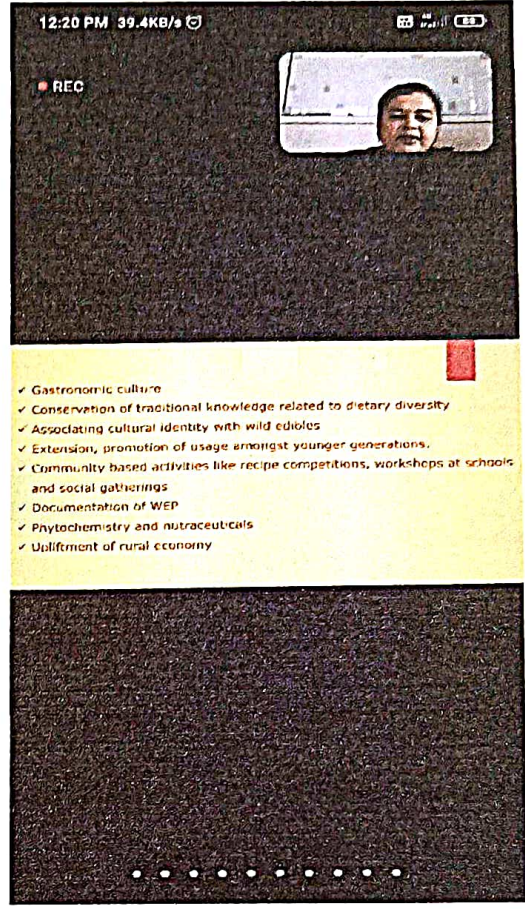 12:20 PM 39.4KB/s
REC
✓ Gastronomic culture
✓ Conservation of traditional knowledge related to dietary diversity
✓ Associating cultural identity with wild edibles
✓ Extension, promotion of usage amongst younger generations.
✓ Community based activities like recipe competitions, workshops at schools
and social gatherings
✓ Documentation of WEP
✓ Phytochemistry and nutraceuticals
✓ Upliftment of rural economy